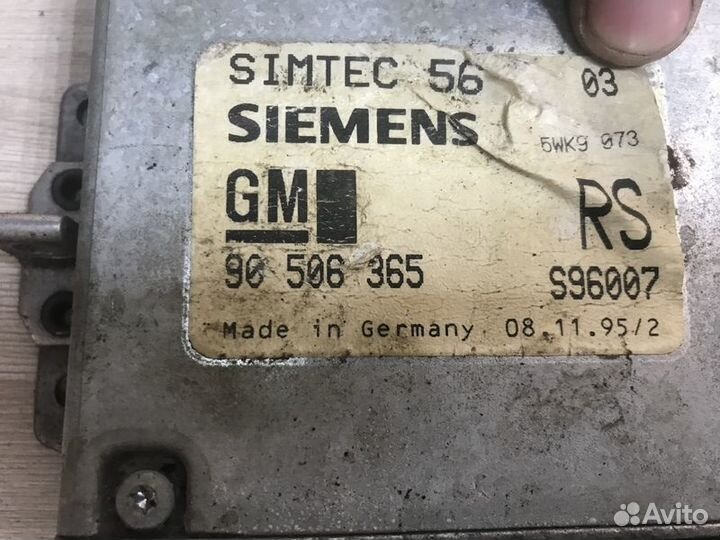 SIMTEC 56 03
SIEMENS 5WK9 073
GM RS
90 506 365 S96007
Made in Germany 08.11.95/2
Avito